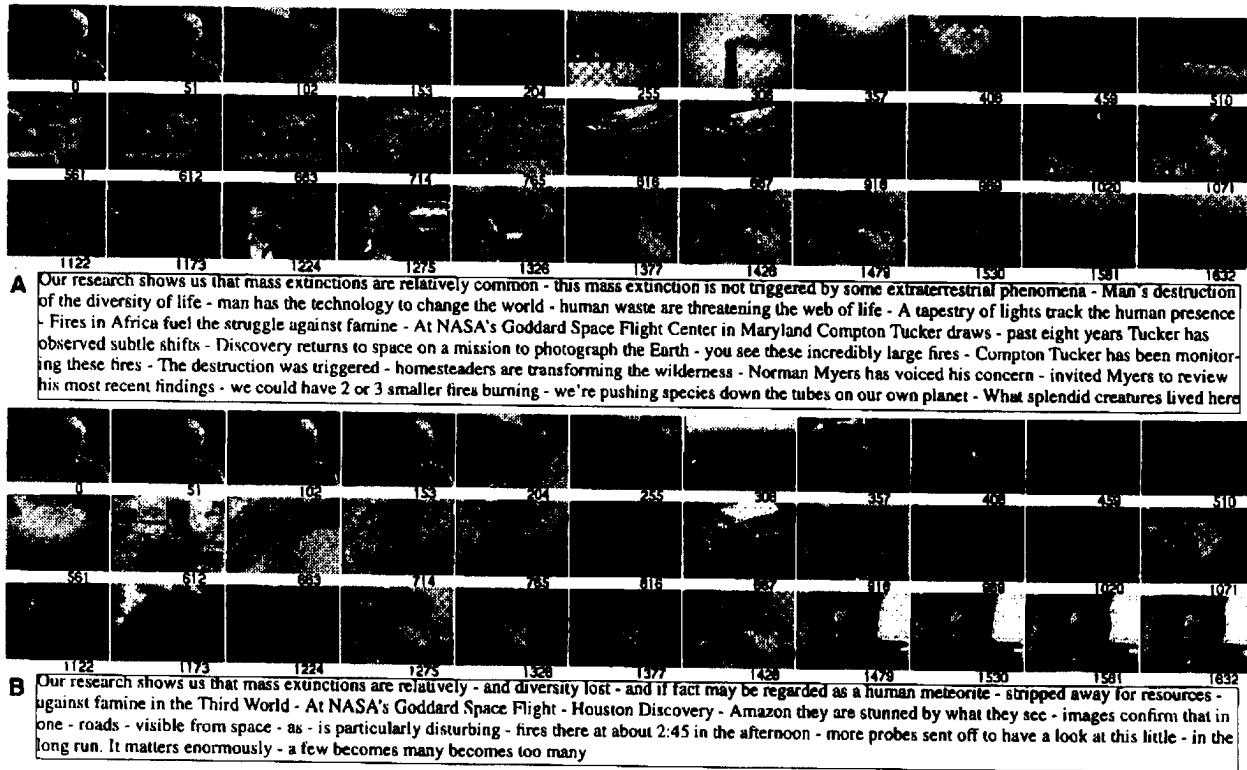 0 51 102 153 204 255 306 357 408 459 510
561 612 663 714 765 816 867 918 969 1020 1071
1122 1173 1224 1275 1326 1377 1428 1479 1530 1581 1632
A
Our research shows us that mass extinctions are relatively common - this mass extinction is not triggered by some extraterrestrial phenomena - Man's destruction
of the diversity of life - man has the technology to change the world - human waste are threatening the web of life - A tapestry of lights track the human presence
- Fires in Africa fuel the struggle against famine - At NASA's Goddard Space Flight Center in Maryland Compton Tucker draws - past eight years Tucker has
observed subtle shifts - Discovery returns to space on a mission to photograph the Earth - you see these incredibly large fires - Compton Tucker has been monitor-
ing these fires - The destruction was triggered - homesteaders are transforming the wilderness - Norman Myers has voiced his concern - invited Myers to review
his most recent findings - we could have 2 or 3 smaller fires burning - we're pushing species down the tubes on our own planet - What splendid creatures lived here
0 51 102 153 204 255 306 357 408 459 510
561 612 663 714 765 816 867 918 969 1020 1071
1122 1173 1224 1275 1326 1377 1428 1479 1530 1581 1632
B
Our research shows us that mass extinctions are relatively - and diversity lost - and if fact may be regarded as a human meteorite - stripped away for resources -
against famine in the Third World - At NASA's Goddard Space Flight - Houston Discovery - Amazon they are stunned by what they see - images confirm that in
one - roads - visible from space - as - is particularly disturbing - fires there at about 2:45 in the afternoon - more probes sent off to have a look at this little - in the
long run. It matters enormously - a few becomes many becomes too many